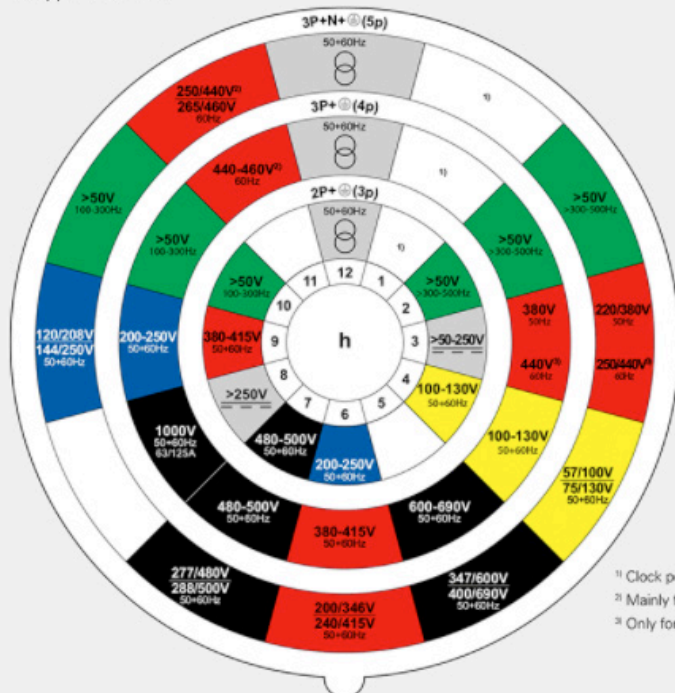 3P+N+⏚(5p)
50+60Hz
1)
>50V
>300-500Hz
220/380V
50Hz
250/440V3)
60Hz
57/100V
75/130V
50+60Hz
347/600V
400/690V
50+60Hz
200/346V
240/415V
50+60Hz
277/480V
288/500V
50+60Hz
120/208V
144/250V
50+60Hz
>50V
100-300Hz
250/440V2)
265/460V
60Hz
3P+⏚(4p)
50+60Hz
1)
>50V
>300-500Hz
380V
50Hz
440V3)
60Hz
100-130V
50+60Hz
600-690V
50+60Hz
380-415V
50+60Hz
480-500V
50+60Hz
1000V
50+60Hz
63/125A
200-250V
50+60Hz
>50V
100-300Hz
440-460V2)
60Hz
2P+⏚(3p)
50+60Hz
1)
>50V
>300-500Hz
>50-250V
100-130V
50+60Hz
200-250V
50+60Hz
480-500V
50+60Hz
>250V
380-415V
50+60Hz
>50V
100-300Hz
12
1
2
3
4
5
6
7
8
9
10
11
h
1) Clock
2) Mainly
3) Only for